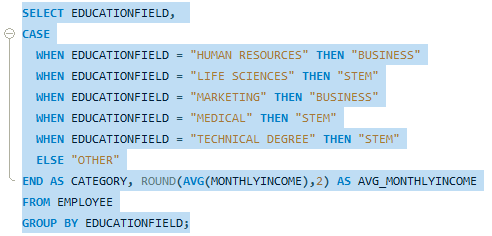 SELECT EDUCATIONFIELD,
CASE
WHEN EDUCATIONFIELD = "HUMAN RESOURCES" THEN "BUSINESS"
WHEN EDUCATIONFIELD = "LIFE SCIENCES" THEN "STEM"
WHEN EDUCATIONFIELD = "MARKETING" THEN "BUSINESS"
WHEN EDUCATIONFIELD = "MEDICAL" THEN "STEM"
WHEN EDUCATIONFIELD = "TECHNICAL DEGREE" THEN "STEM"
ELSE "OTHER"
END AS CATEGORY, ROUND(AVG(MONTHLYINCOME),2) AS AVG_MONTHLYINCOME
FROM EMPLOYEE
GROUP BY EDUCATIONFIELD;